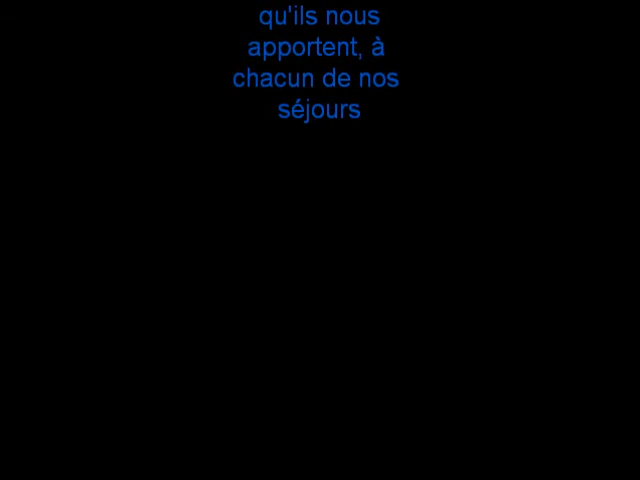 qu'ils nous
apportent, à
chacun de nos
séjours